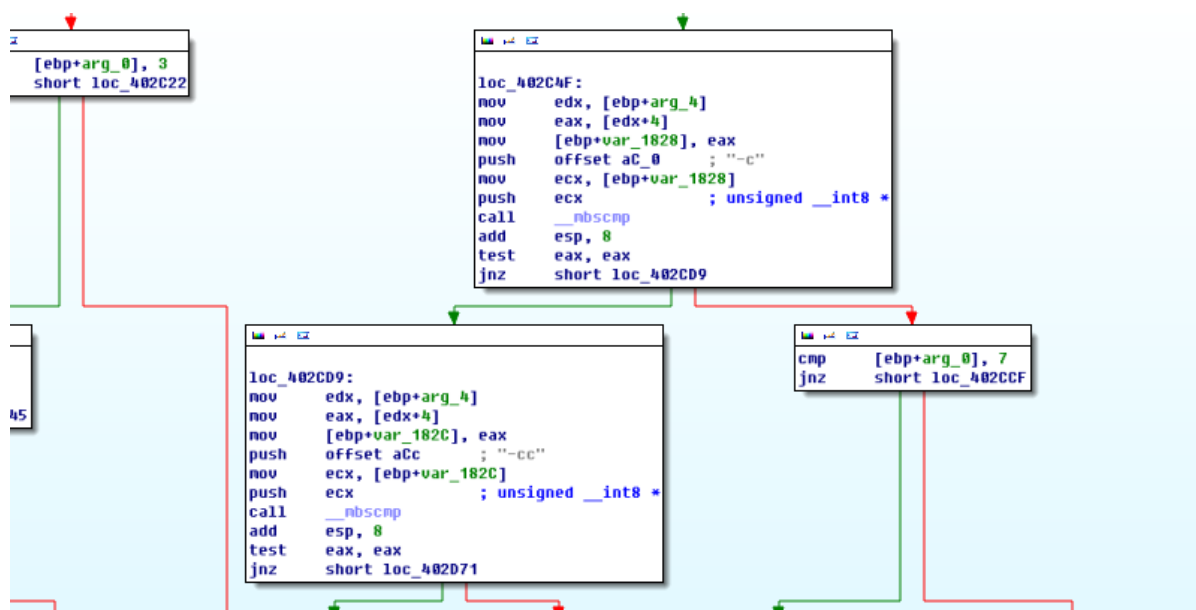 [ebp+arg_0], 3
short loc_402C22
loc_402C4F:
mov edx, [ebp+arg_4]
mov eax, [edx+4]
mov [ebp+var_1828], eax
push offset aC_0 ; "-c"
mov ecx, [ebp+var_1828]
push ecx ; unsigned __int8 *
call __mbscmp
add esp, 8
test eax, eax
jnz short loc_402CD9
45
loc_402CD9:
mov edx, [ebp+arg_4]
mov eax, [edx+4]
mov [ebp+var_182C], eax
push offset aCc ; "-cc"
mov ecx, [ebp+var_182C]
push ecx ; unsigned __int8 *
call __mbscmp
add esp, 8
test eax, eax
jnz short loc_402D71
cmp [ebp+arg_0], 7
jnz short loc_402CCF